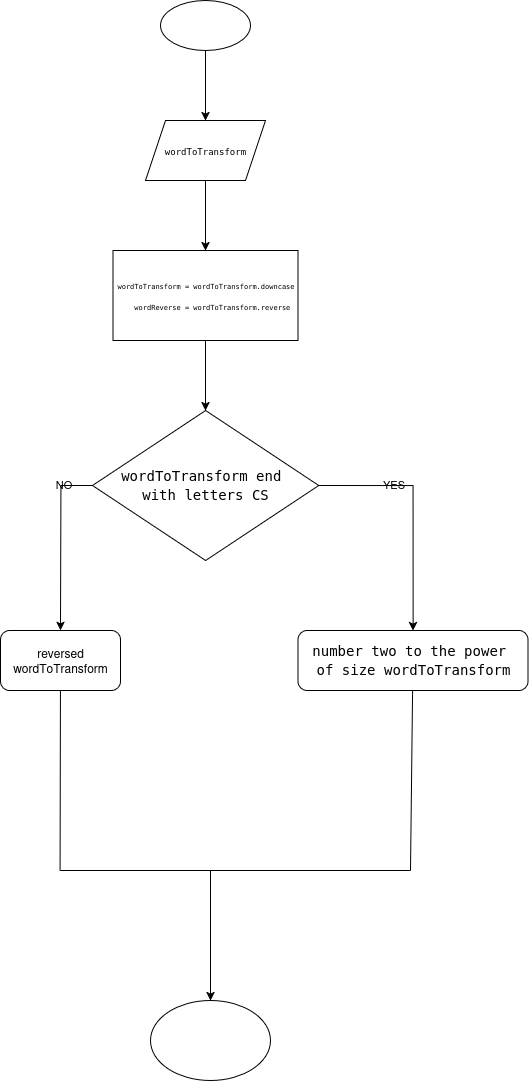 wordToTransform
wordToTransform = wordToTransform.downcase
wordReverse = wordToTransform.reverse
wordToTransform end
with letters CS
NO
YES
reversed
wordToTransform
number two to the power
of size wordToTransform